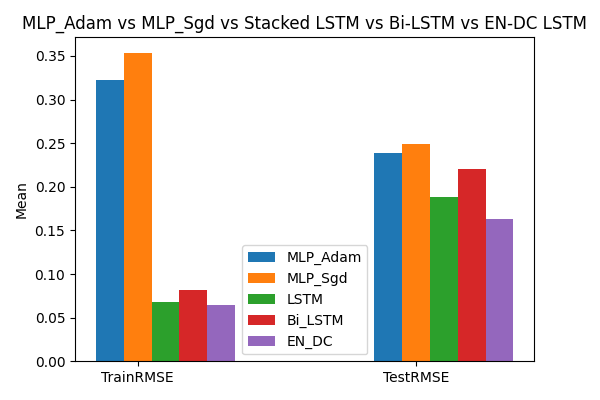 MLP_Adam vs MLP_Sgd vs Stacked LSTM vs Bi-LSTM vs EN-DC LSTM
Mean
0.35
0.30
0.25
0.20
0.15
0.10
0.05
0.00
MLP_Adam
MLP_Sgd
LSTM
Bi_LSTM
EN_DC
TrainRMSE
TestRMSE